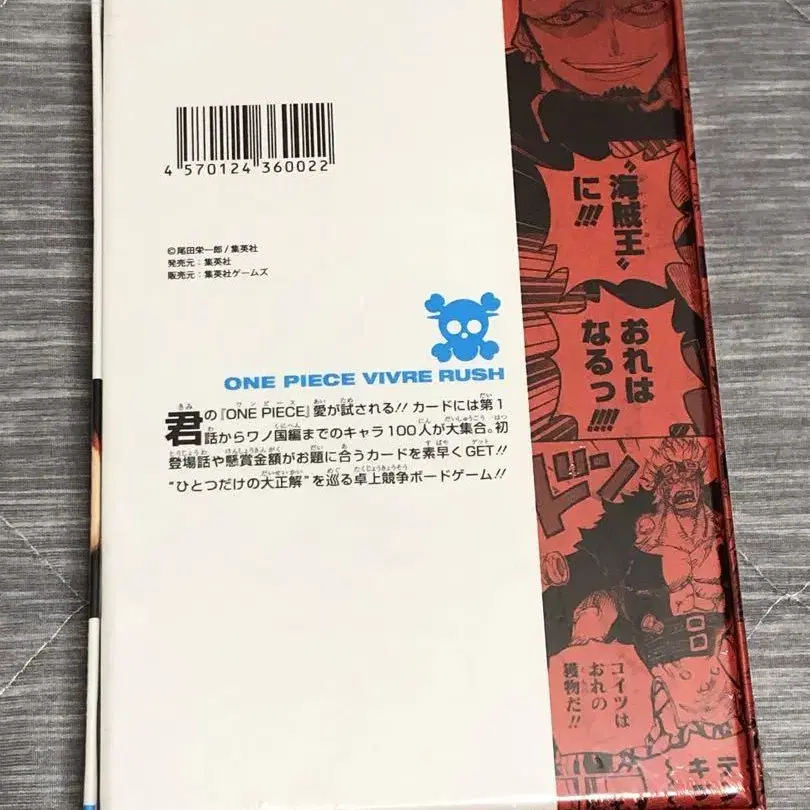 4 570124 360022
©尾田栄一郎/集英社
発売元：集英社
販売元：集英社ゲームズ
ONE PIECE VIVRE RUSH
君の『ONE PIECE』愛が試される!! カードには第1
話からワノ国編までのキャラ100人が大集合。初
登場話や懸賞金額がお題に合うカードを素早くGET!!
“ひとつだけの大正解”を巡る卓上競争ボードゲーム!!
“海賊王”
に!!!
おれは
なるっ!!!!
ドン
コイツは
おれの
獲物だ!!